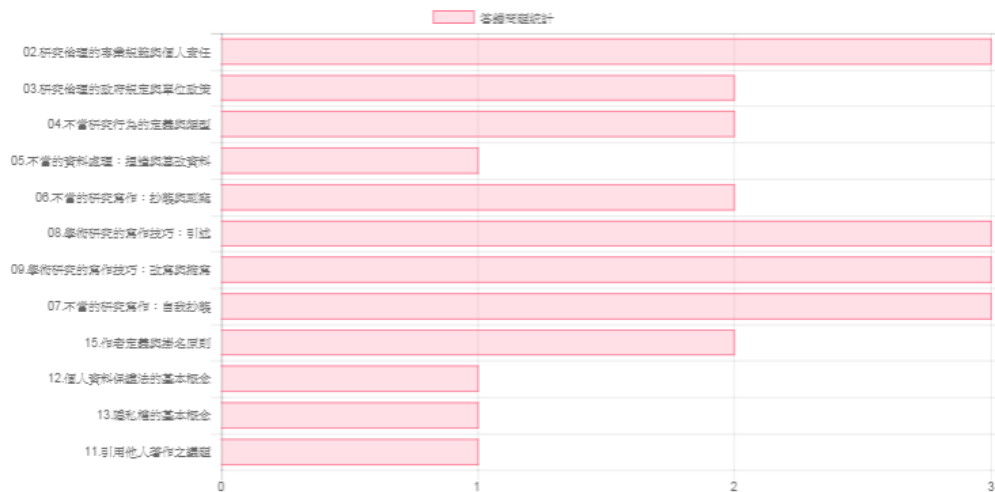 答錯問題統計
02.研究倫理的專業規範與個人責任
03.研究倫理的政府規定與單位政策
04.不當研究行為的定義與類型
05.不當的資料處理：捏造與篡改資料
06.不當的研究寫作：抄襲與剽竊
08.學術研究的寫作技巧：引述
09.學術研究的寫作技巧：改寫與摘寫
07.不當的研究寫作：自我抄襲
15.作者定義與掛名原則
12.個人資料保護法的基本概念
13.隱私權的基本概念
11.引用他人著作之議題
0 1 2 3